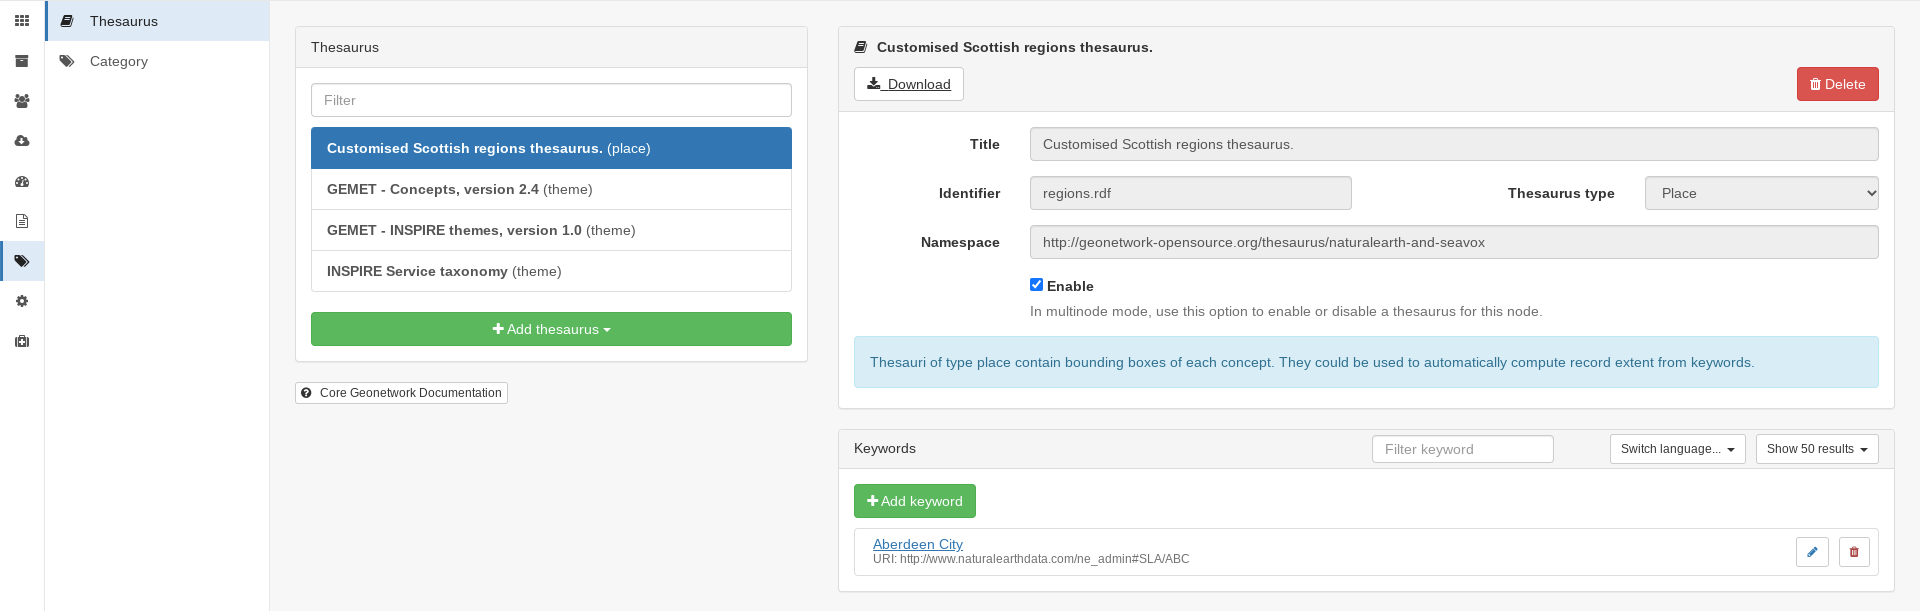 Thesaurus
Category
Thesaurus
Filter
Customised Scottish regions thesaurus. (place)
GEMET - Concepts, version 2.4 (theme)
GEMET - INSPIRE themes, version 1.0 (theme)
INSPIRE Service taxonomy (theme)
Add thesaurus
Core Geonetwork Documentation
Customised Scottish regions thesaurus.
Download
Delete
Title
Customised Scottish regions thesaurus.
Identifier
regions.rdf
Thesaurus type
Place
Namespace
http://geonetwork-opensource.org/thesaurus/naturalearth-and-seavox
Enable
In multinode mode, use this option to enable or disable a thesaurus for this node.
Thesauri of type place contain bounding boxes of each concept. They could be used to automatically compute record extent from keywords.
Keywords
Filter keyword
Switch language...
Show 50 results
Add keyword
Aberdeen City
URI: http://www.naturalearthdata.com/ne_admin#SLA/ABC